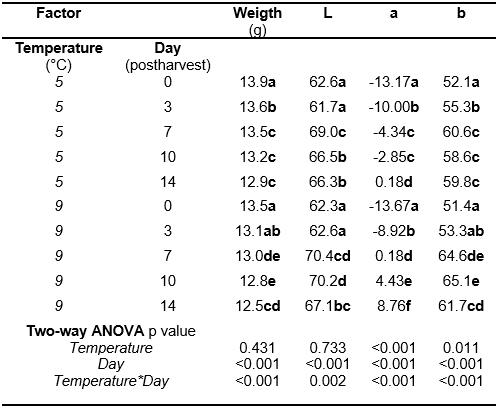 Factor Weigth L a b
(g)
Temperature Day
(°C) (postharvest)
5 0 13.9a 62.6a -13.17a 52.1a
5 3 13.6b 61.7a -10.00b 55.3b
5 7 13.5c 69.0c -4.34c 60.6c
5 10 13.2c 66.5b -2.85c 58.6c
5 14 12.9c 66.3b 0.18d 59.8c
9 0 13.5a 62.3a -13.67a 51.4a
9 3 13.1ab 62.6a -8.92b 53.3ab
9 7 13.0de 70.4cd 0.18d 64.6de
9 10 12.8e 70.2d 4.43e 65.1e
9 14 12.5cd 67.1bc 8.76f 61.7cd
Two-way ANOVA p value
Temperature 0.431 0.733 <0.001 0.011
Day <0.001 <0.001 <0.001 <0.001
Temperature*Day <0.001 0.002 <0.001 <0.001